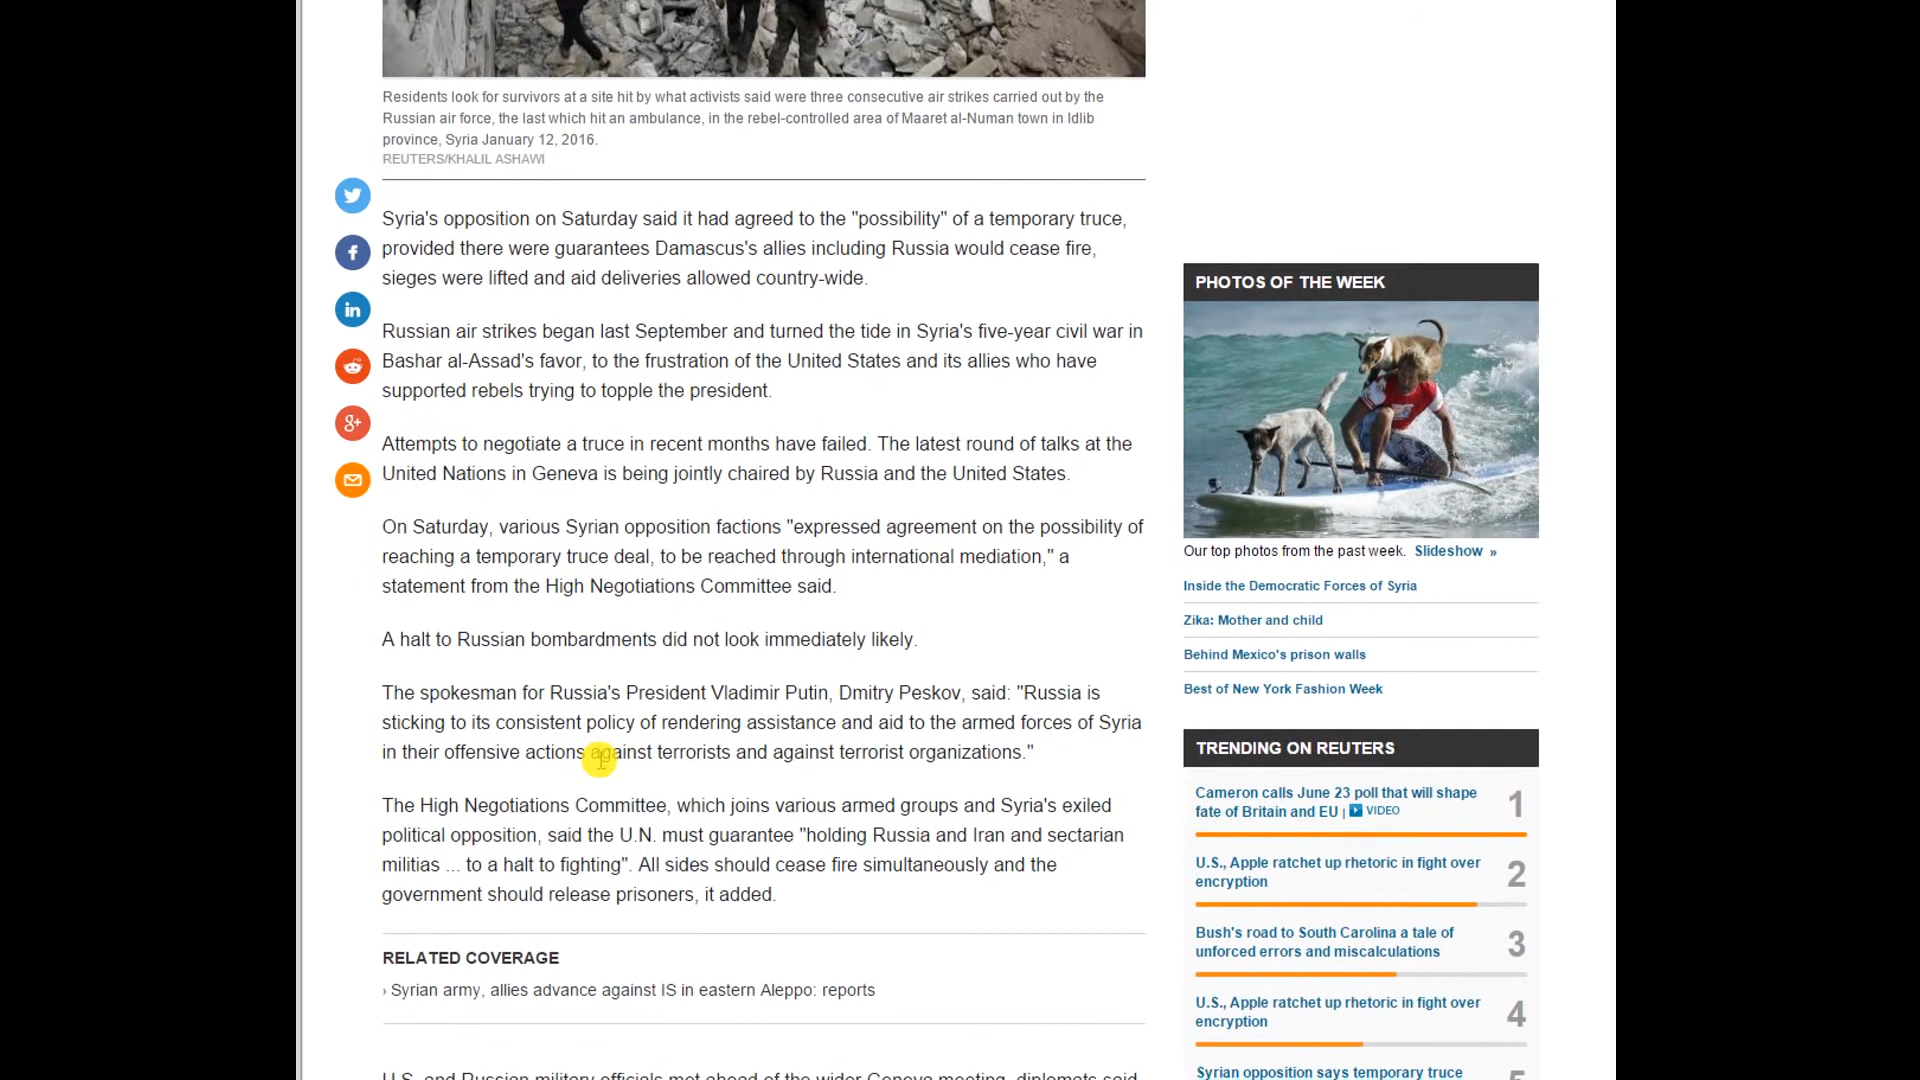 Residents look for survivors at a site hit by what activists said were three consecutive air strikes carried out by the
Russian air force, the last which hit an ambulance, in the rebel-controlled area of Maaret al-Numan town in Idlib
province, Syria January 12, 2016.
REUTERS/KHALIL ASHAWI
Syria's opposition on Saturday said it had agreed to the "possibility" of a temporary truce,
provided there were guarantees Damascus's allies including Russia would cease fire,
sieges were lifted and aid deliveries allowed country-wide.
Russian air strikes began last September and turned the tide in Syria's five-year civil war in
Bashar al-Assad's favor, to the frustration of the United States and its allies who have
supported rebels trying to topple the president.
Attempts to negotiate a truce in recent months have failed. The latest round of talks at the
United Nations in Geneva is being jointly chaired by Russia and the United States.
On Saturday, various Syrian opposition factions "expressed agreement on the possibility of
reaching a temporary truce deal, to be reached through international mediation," a
statement from the High Negotiations Committee said.
A halt to Russian bombardments did not look immediately likely.
The spokesman for Russia's President Vladimir Putin, Dmitry Peskov, said: "Russia is
sticking to its consistent policy of rendering assistance and aid to the armed forces of Syria
in their offensive actions against terrorists and against terrorist organizations."
The High Negotiations Committee, which joins various armed groups and Syria's exiled
political opposition, said the U.N. must guarantee "holding Russia and Iran and sectarian
militias ... to a halt to fighting". All sides should cease fire simultaneously and the
government should release prisoners, it added.
RELATED COVERAGE
› Syrian army, allies advance against IS in eastern Aleppo: reports
U.S. and Russian military officials met ahead of the wider Geneva meeting, diplomats said
in
g+
PHOTOS OF THE WEEK
Our top photos from the past week. Slideshow »
Inside the Democratic Forces of Syria
Zika: Mother and child
Behind Mexico's prison walls
Best of New York Fashion Week
TRENDING ON REUTERS
Cameron calls June 23 poll that will shape
fate of Britain and EU | VIDEO
1
U.S., Apple ratchet up rhetoric in fight over
encryption
2
Bush's road to South Carolina a tale of
unforced errors and miscalculations
3
U.S., Apple ratchet up rhetoric in fight over
encryption
4
Syrian opposition says temporary truce
5